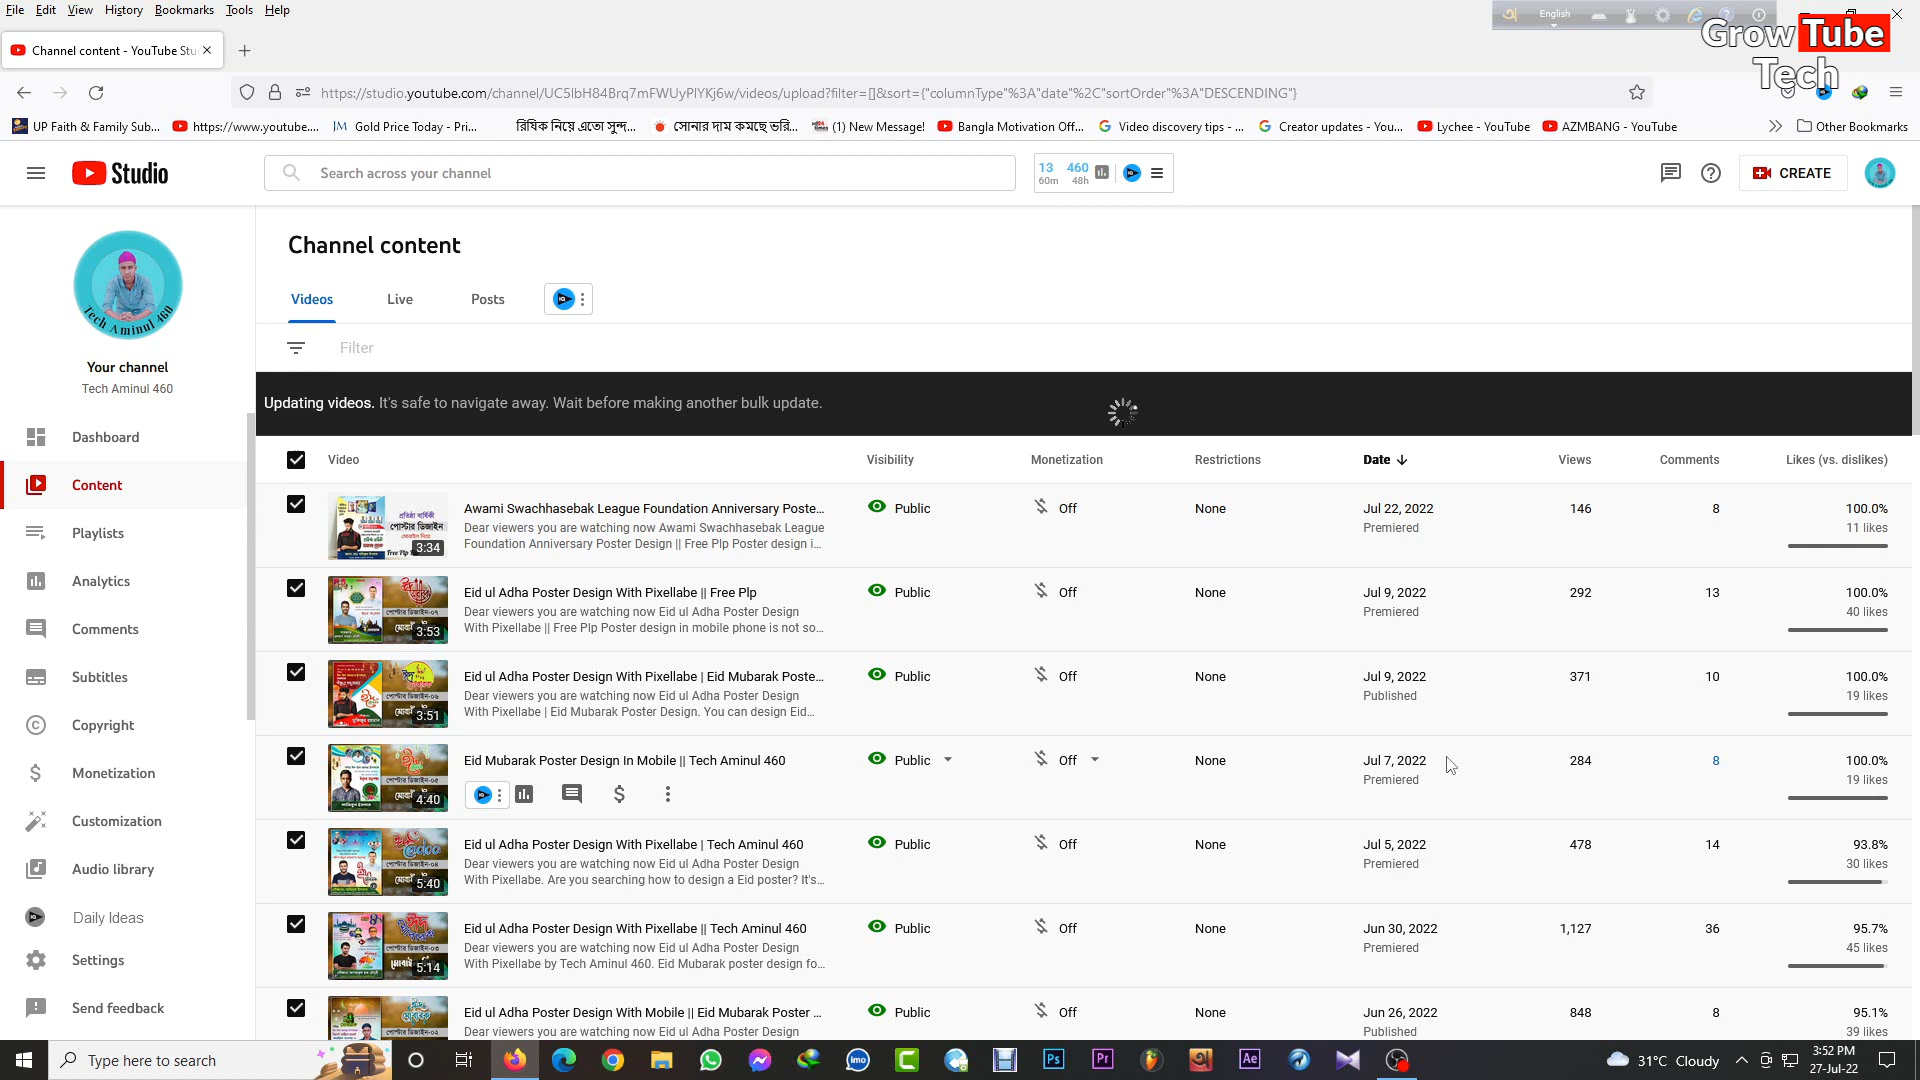 File Edit View History Bookmarks Tools Help
English
Grow Tube
Tech
Channel content - YouTube Stu
https://studio.youtube.com/channel/UC5IbH84Brq7mFWUyPlYKj6w/videos/upload?filter=[]&sort={"columnType"%3A"date"%2C"sortOrder"%3A"DESCENDING"}
UP Faith & Family Sub... https://www.youtube.... Gold Price Today - Pri... রিযিক নিয়ে এতো সুন্দ... সোনার দাম কমছে ভরি... (1) New Message! Bangla Motivation Off... Video discovery tips - ... Creator updates - You... Lychee - YouTube AZMBANG - YouTube Other Bookmarks
Studio
Search across your channel
13 460
60m 48h
CREATE
Channel content
Videos Live Posts
Filter
Updating videos. It's safe to navigate away. Wait before making another bulk update.
Tech Aminul 460
Your channel
Tech Aminul 460
Dashboard
Content
Playlists
Analytics
Comments
Subtitles
Copyright
Monetization
Customization
Audio library
Daily Ideas
Settings
Send feedback
Video Visibility Monetization Restrictions Date Views Comments Likes (vs. dislikes)
পোস্টার ডিজাইন
3:34
Awami Swachhasebak League Foundation Anniversary Poste... Public Off None Jul 22, 2022 146 8 100.0%
Dear viewers you are watching now Awami Swachhasebak League Premiered 11 likes
Foundation Anniversary Poster Design || Free Plp Poster design i...
3:53
Eid ul Adha Poster Design With Pixellabe || Free Plp Public Off None Jul 9, 2022 292 13 100.0%
Dear viewers you are watching now Eid ul Adha Poster Design Premiered 40 likes
With Pixellabe || Free Plp Poster design in mobile phone is not so...
3:51
Eid ul Adha Poster Design With Pixellabe | Eid Mubarak Poste... Public Off None Jul 9, 2022 371 10 100.0%
Dear viewers you are watching now Eid ul Adha Poster Design Published 19 likes
With Pixellabe | Eid Mubarak Poster Design. You can design Eid...
4:40
Eid Mubarak Poster Design In Mobile || Tech Aminul 460 Public Off None Jul 7, 2022 284 8 100.0%
Premiered 19 likes
5:40
Eid ul Adha Poster Design With Pixellabe | Tech Aminul 460 Public Off None Jul 5, 2022 478 14 93.8%
Dear viewers you are watching now Eid ul Adha Poster Design Premiered 30 likes
With Pixellabe. Are you searching how to design a Eid poster? It's...
5:14
Eid ul Adha Poster Design With Pixellabe || Tech Aminul 460 Public Off None Jun 30, 2022 1,127 36 95.7%
Dear viewers you are watching now Eid ul Adha Poster Design Premiered 45 likes
With Pixellabe by Tech Aminul 460. Eid Mubarak poster design fo...
Eid ul Adha Poster Design With Mobile || Eid Mubarak Poster ... Public Off None Jun 26, 2022 848 8 95.1%
Dear viewers you are watching now Eid ul Adha Poster Design Published 39 likes
Type here to search
imo
Ps Pr Ae
31°C Cloudy
3:52 PM
27-Jul-22